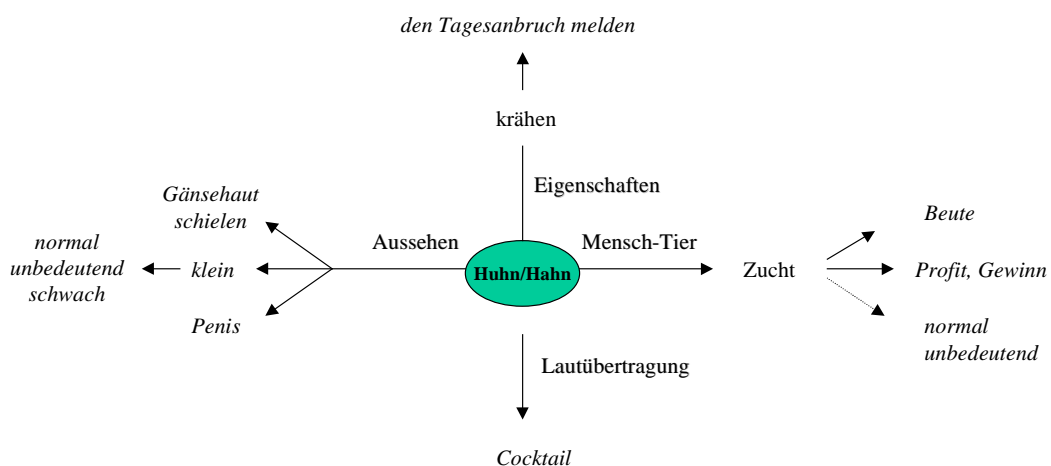 den Tagesanbruch melden
krähen
Eigenschaften
Gänsehaut
schielen
Beute
normal
unbedeutend
schwach
Aussehen
Mensch-Tier
klein
Huhn/Hahn
Zucht
Profit, Gewinn
Penis
normal
unbedeutend
Lautübertragung
Cocktail